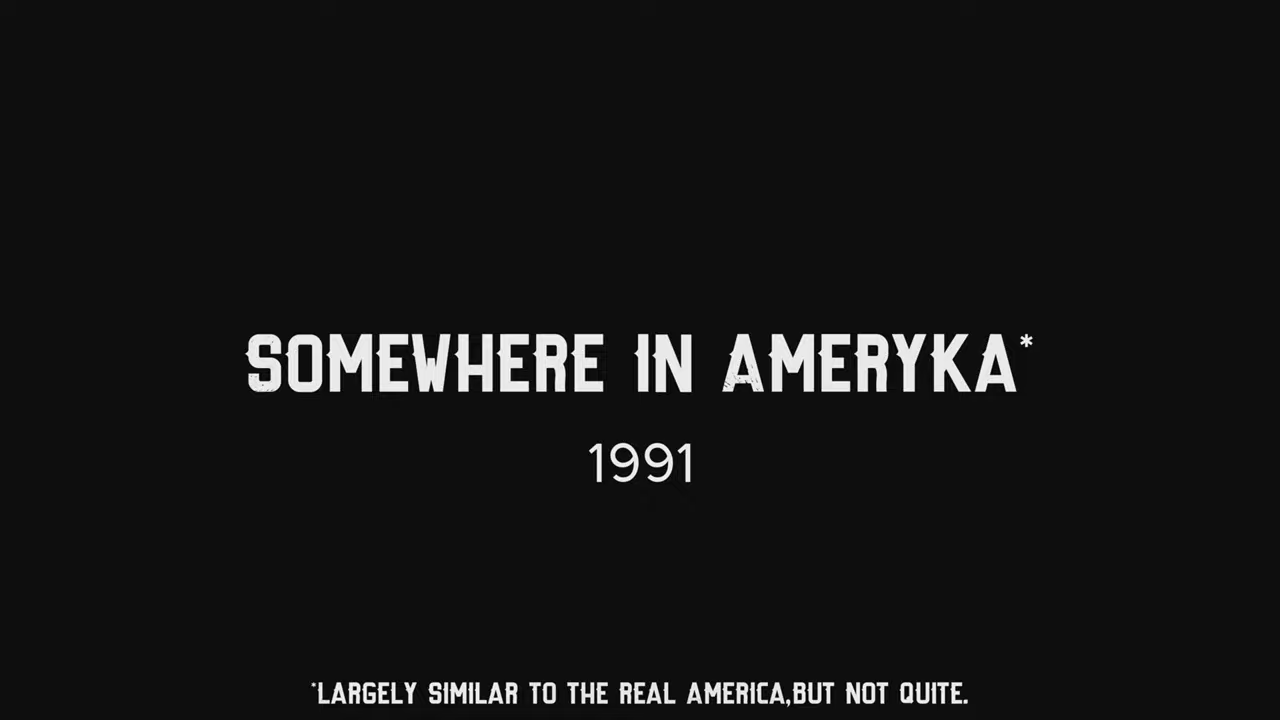 SOMEWHERE IN AMERYKA*
1991
*LARGELY SIMILAR TO THE REAL AMERICA,BUT NOT QUITE.